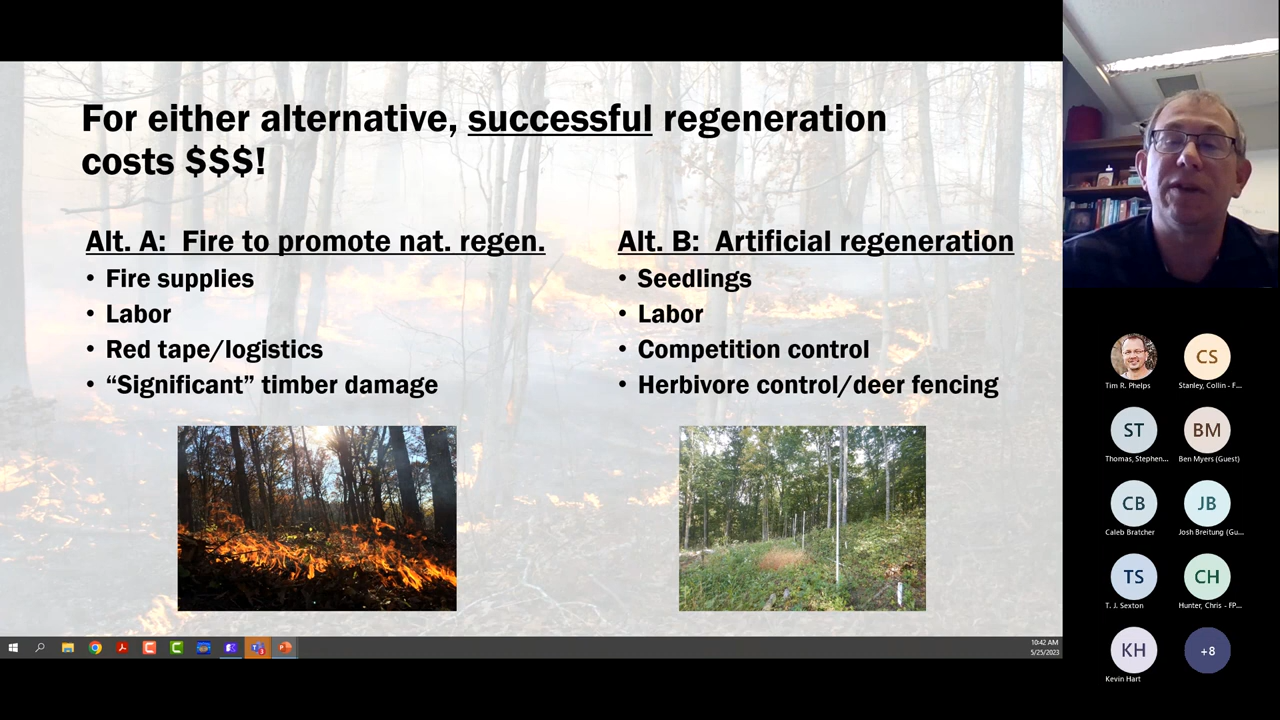 For either alternative, successful regeneration
costs $$$!
Alt. A: Fire to promote nat. regen.
• Fire supplies
• Labor
• Red tape/logistics
• “Significant” timber damage
Alt. B: Artificial regeneration
• Seedlings
• Labor
• Competition control
• Herbivore control/deer fencing
10:42 AM
5/25/2023
Tim R. Phelps
CS
Stanley, Collin - F...
ST
Thomas, Stephen...
BM
Ben Myers (Guest)
CB
Caleb Bratcher
JB
Josh Breitung (Gu...
TS
T. J. Sexton
CH
Hunter, Chris - FP...
KH
Kevin Hart
+8